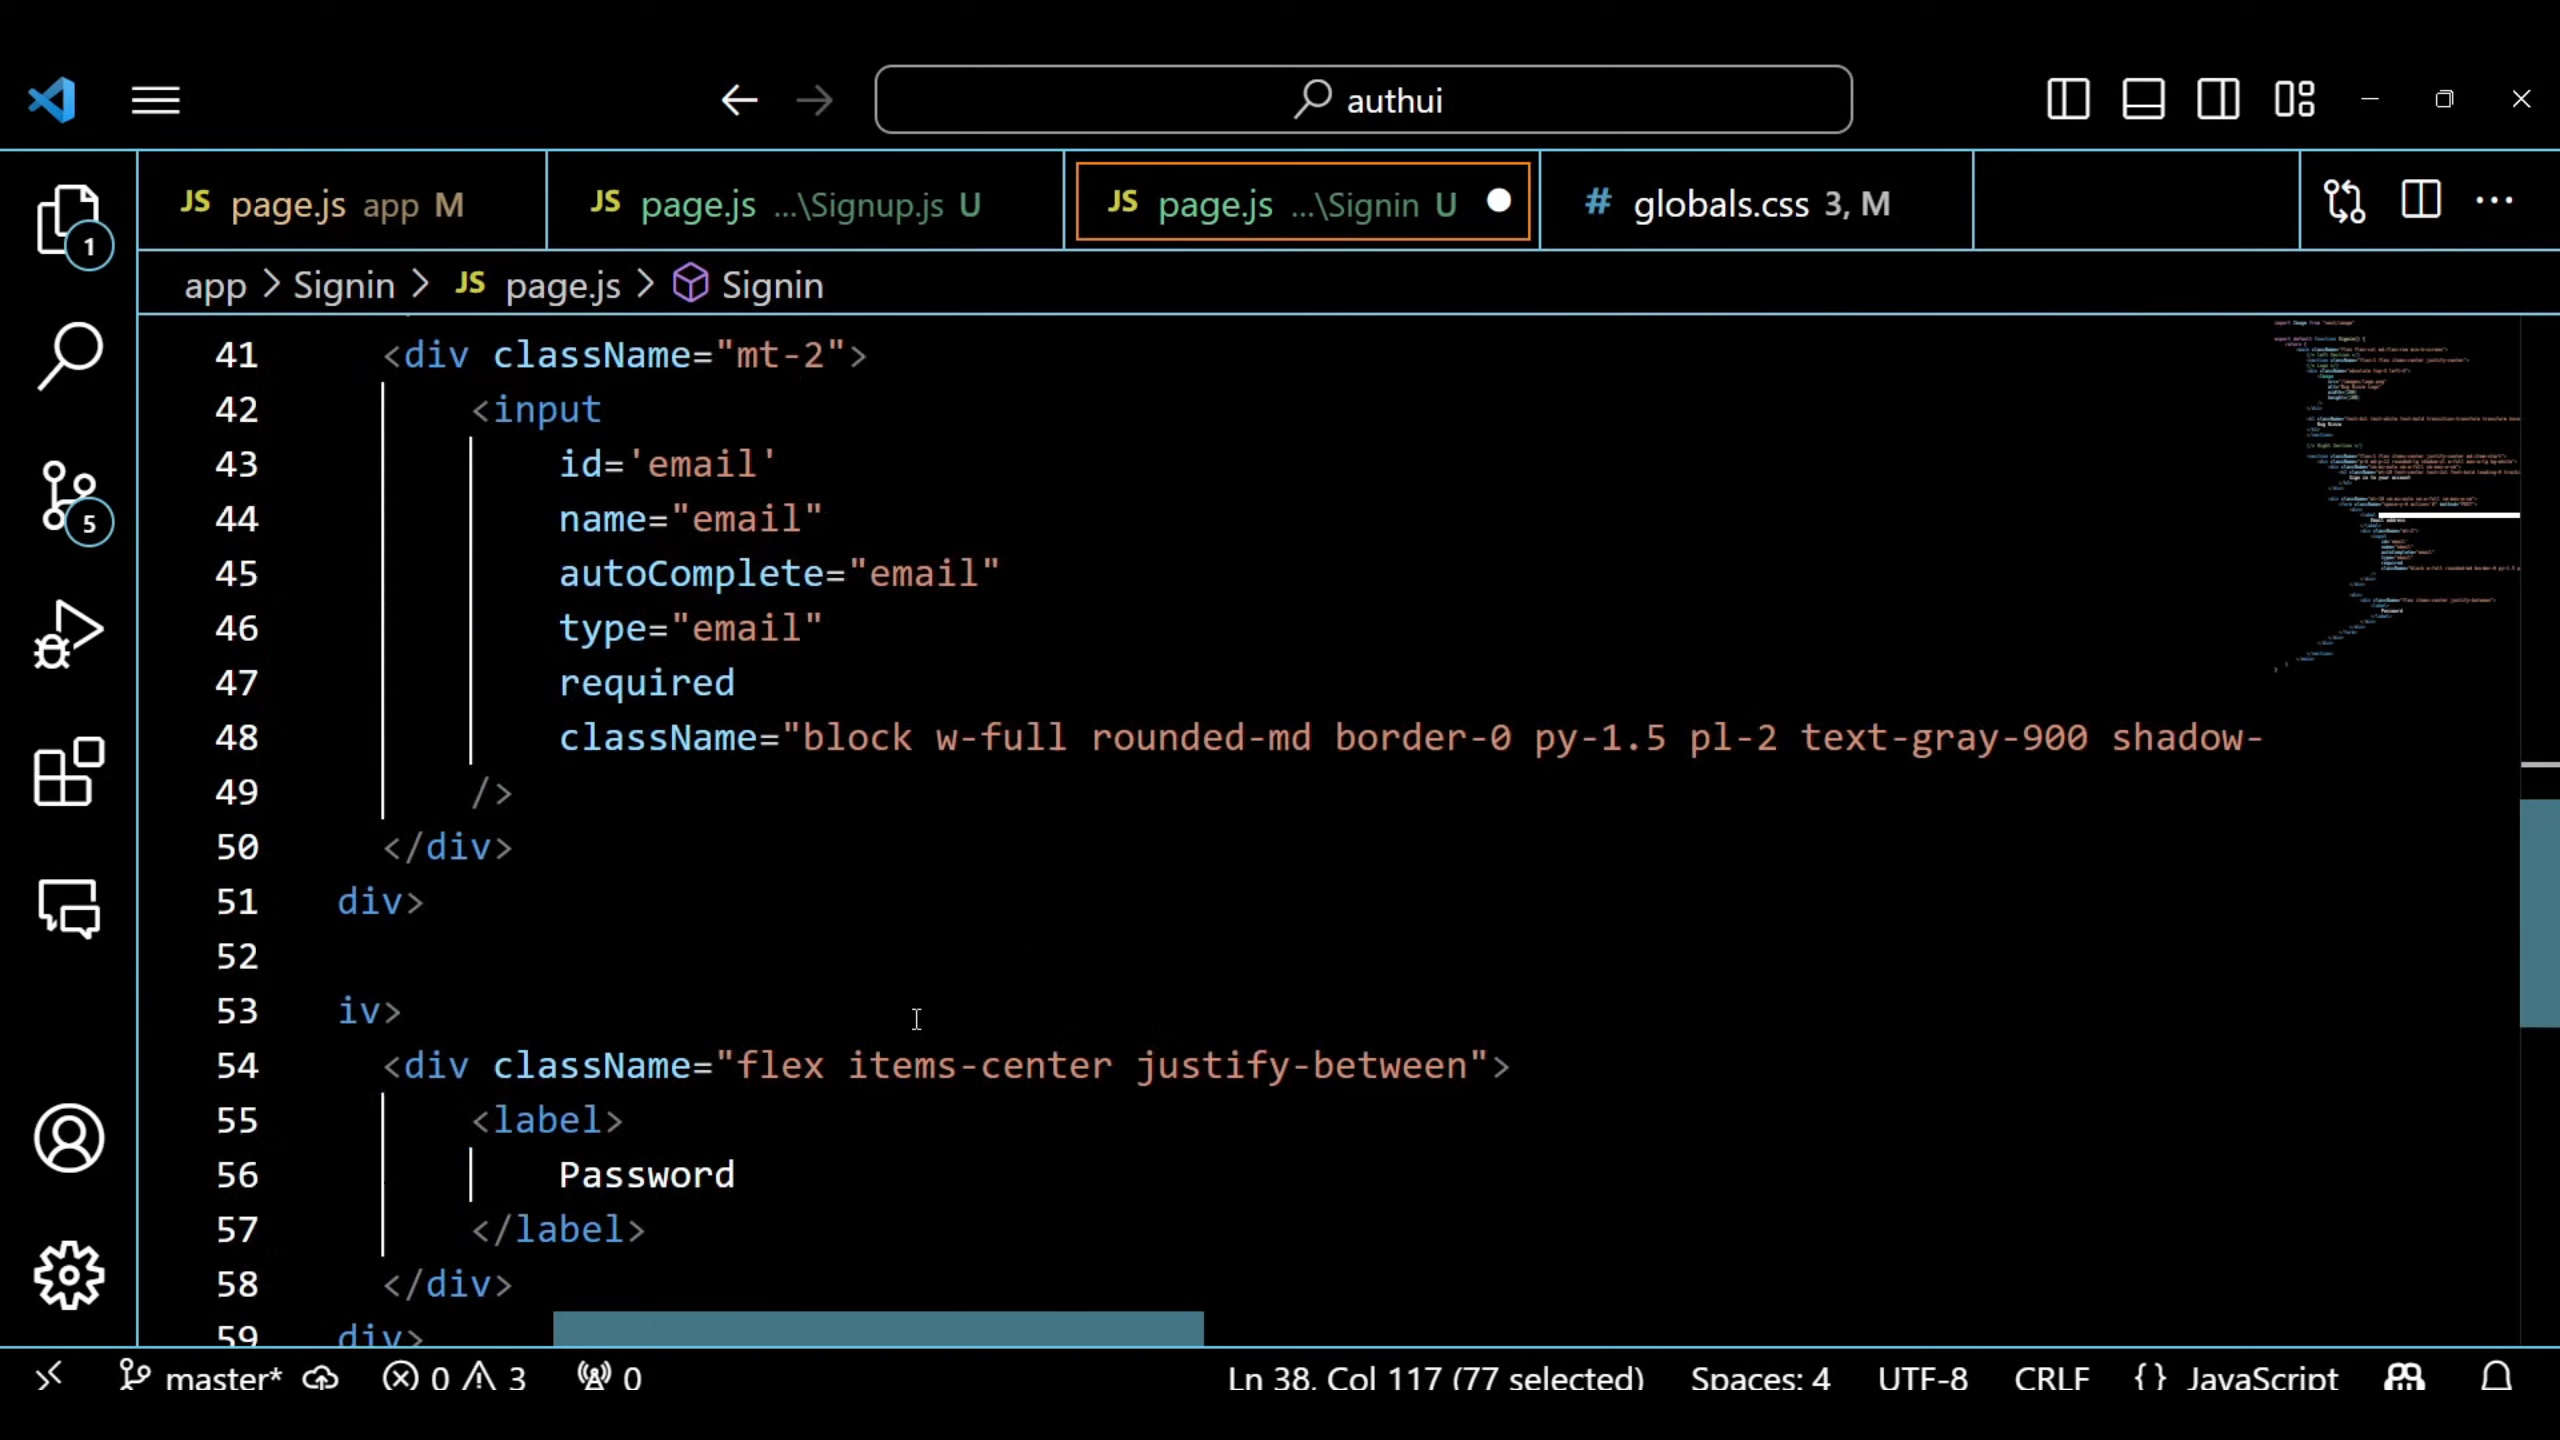 authui
JS page.js app M
JS page.js ...\Signup.js U
JS page.js ...\Signin U
# globals.css 3, M
app > Signin > JS page.js > Signin
1
5
41 <div className="mt-2">
42 <input
43 id='email'
44 name="email"
45 autoComplete="email"
46 type="email"
47 required
48 className="block w-full rounded-md border-0 py-1.5 pl-2 text-gray-900 shadow-
49 />
50 </div>
51 div>
52
53 iv>
54 <div className="flex items-center justify-between">
55 <label>
56 Password
57 </label>
58 </div>
59 div>
master* 0 3 0 Ln 38, Col 117 (77 selected) Spaces: 4 UTF-8 CRLF {} JavaScript